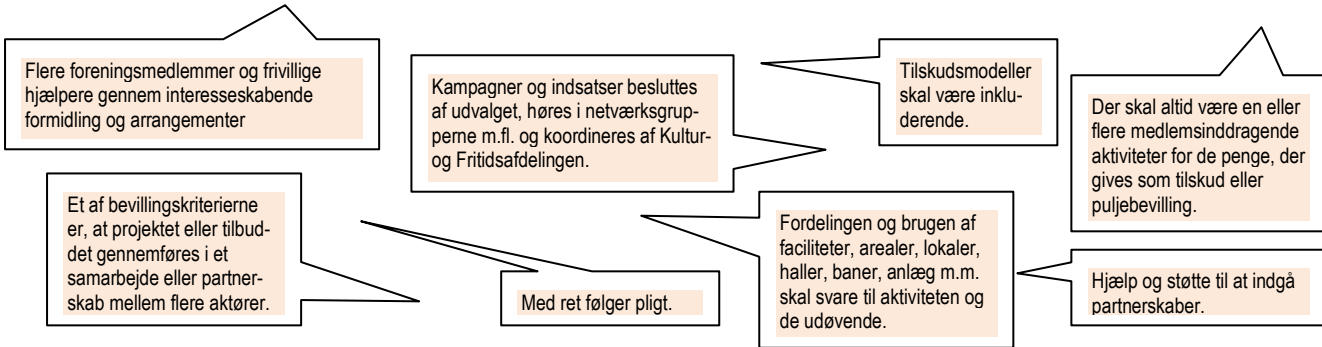 Flere foreningsmedlemmer og frivillige
hjælpere gennem interesseskabende
formidling og arrangementer
Kampagner og indsatser besluttes
af udvalget, høres i netværksgrup-
perne m.fl. og koordineres af Kultur-
og Fritidsafdelingen.
Tilskudsmodeller
skal være inklu-
derende.
Der skal altid være en eller
flere medlemsinddragende
aktiviteter for de penge, der
gives som tilskud eller
puljebevilling.
Et af bevillingskriterierne
er, at projektet eller tilbud-
det gennemføres i et
samarbejde eller partner-
skab mellem flere aktører.
Med ret følger pligt.
Fordelingen og brugen af
faciliteter, arealer, lokaler,
haller, baner, anlæg m.m.
skal svare til aktiviteten og
de udøvende.
Hjælp og støtte til at indgå
partnerskaber.